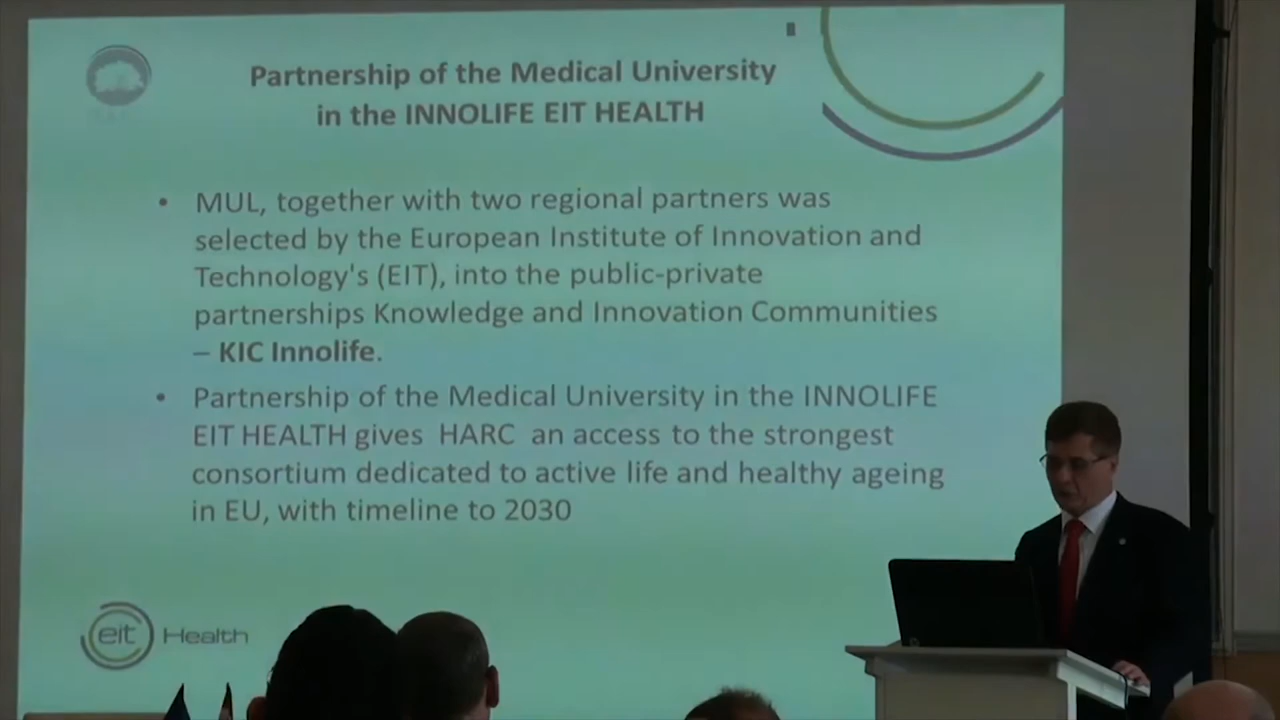 Partnership of the Medical University
in the INNOLIFE EIT HEALTH
• MUL, together with two regional partners was
selected by the European Institute of Innovation and
Technology's (EIT), into the public-private
partnerships Knowledge and Innovation Communities
– KIC Innolife.
• Partnership of the Medical University in the INNOLIFE
EIT HEALTH gives HARC an access to the strongest
consortium dedicated to active life and healthy ageing
in EU, with timeline to 2030
eit Health